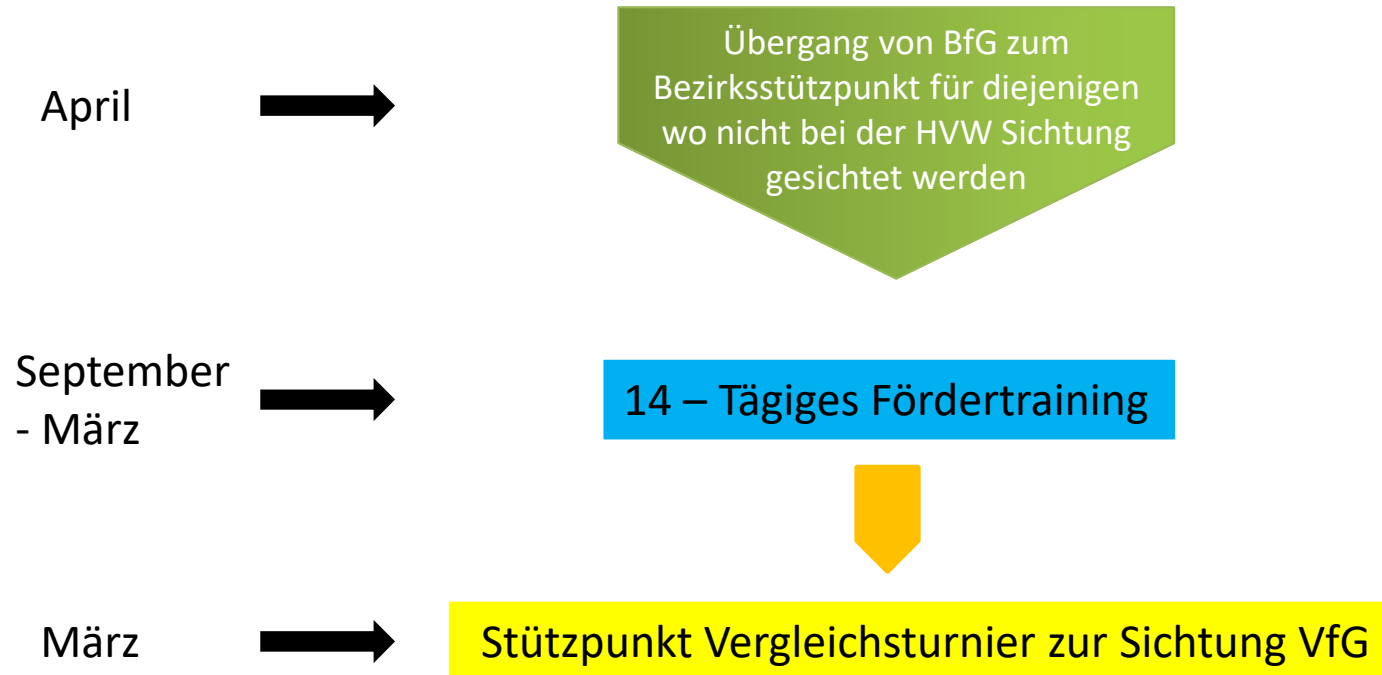 April
Übergang von BfG zum
Bezirksstützpunkt für diejenigen
wo nicht bei der HVW Sichtung
gesichtet werden
September
- März
14 – Tägiges Fördertraining
März
Stützpunkt Vergleichsturnier zur Sichtung VfG